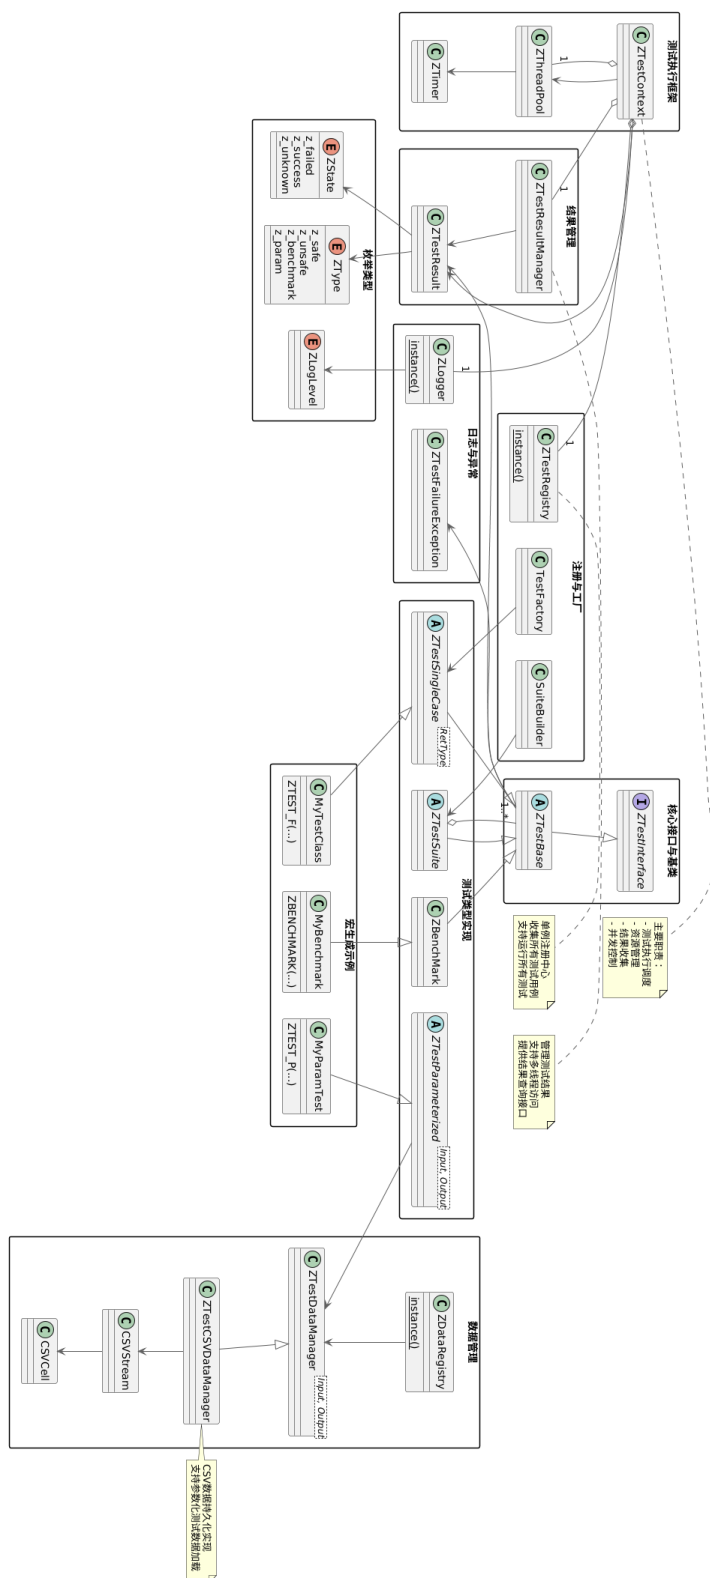 测试执行框架
C ZTestContext
C ZThreadPool
C ZTimer
1
1
1
1
结果管理
C ZTestResultManager
C ZTestResult
枚举类型
E ZState
z_failed
z_success
z_unknown
E ZType
z_safe
z_unsafe
z_benchmark
z_param
E ZLogLevel
日志与异常
C ZLogger
instance()
C ZTestFailureException
注册与工厂
C ZTestRegistry
instance()
C TestFactory
C SuiteBuilder
核心接口与基类
I ZTestInterface
A ZTestBase
1..*
测试类型实现
A ZTestSingleCase
RetType
A ZTestSuite
C ZBenchMark
A ZTestParameterized
Input, Output
宏生成示例
C MyTestClass
ZTEST_F(...)
C MyBenchmark
ZBENCHMARK(...)
C MyParamTest
ZTEST_P(...)
主要职责：
- 测试执行调度
- 资源管理
- 结果收集
- 并发控制
单例注册中心
收集所有测试用例
支持运行所有测试
管理测试结果
支持多线程访问
提供结果查询接口
数据管理
C ZDataRegistry
instance()
C ZTestDataManager
Input, Output
C ZTestCSVDataManager
C CSVStream
C CSVCell
CSV数据持久化实现
支持参数化测试数据加载